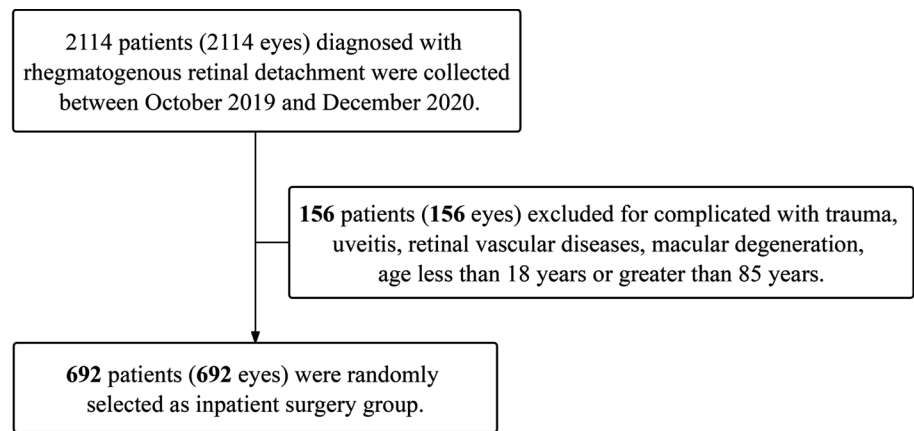 2114 patients (2114 eyes) diagnosed with
rhegmatogenous retinal detachment were collected
between October 2019 and December 2020.
156 patients (156 eyes) excluded for complicated with trauma,
uveitis, retinal vascular diseases, macular degeneration,
age less than 18 years or greater than 85 years.
692 patients (692 eyes) were randomly
selected as inpatient surgery group.